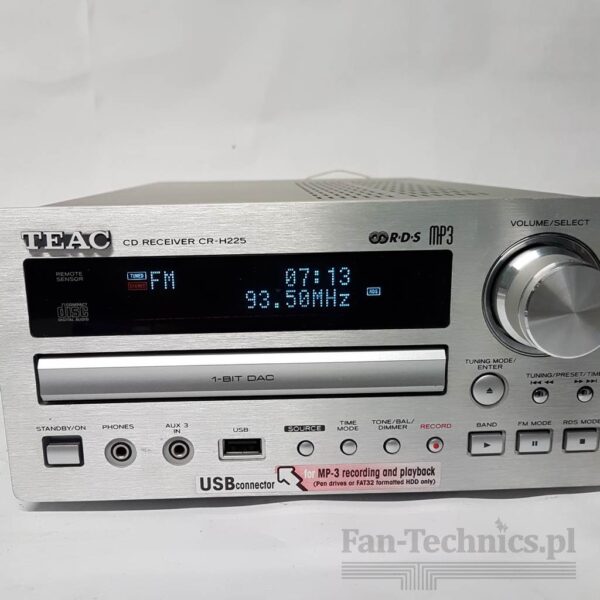 TEAC CD RECEIVER CR-H225
R·D·S MP3
VOLUME/SELECT
REMOTE SENSOR
TUNED FM 07:13
STEREO 93.50MHz RDS
COMPACT
disc
DIGITAL AUDIO
1-BIT DAC
TUNING MODE/
ENTER
TUNING/PRESET/TIME
STANDBY/ON PHONES AUX 3 IN USB SOURCE TIME MODE TONE/BAL/ DIMMER RECORD BAND FM MODE RDS MODE
USB connector
for MP-3 recording and playback
(Pen drives or FAT32 formatted HDD only)
Fan-Technics.pl